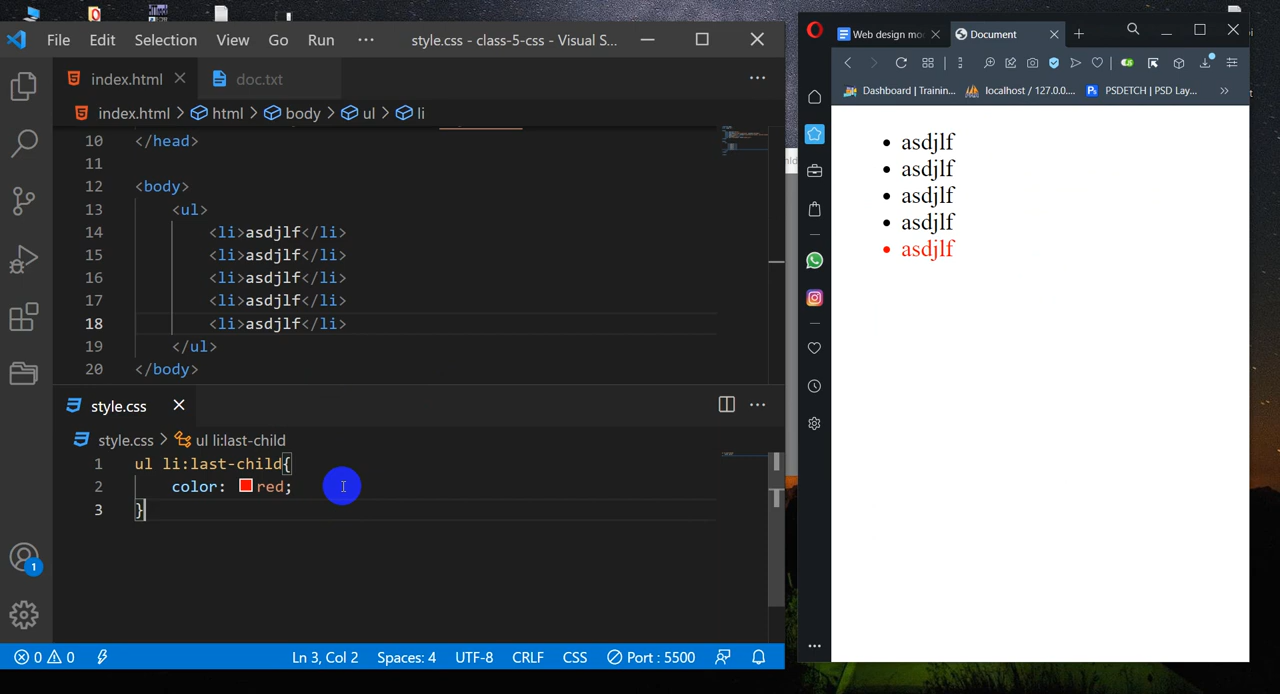 File Edit Selection View Go Run ··· style.css - class-5-css - Visual S...
index.html doc.txt
index.html > html > body > ul > li
10 </head>
11
12 <body>
13 <ul>
14 <li>asdjlf</li>
15 <li>asdjlf</li>
16 <li>asdjlf</li>
17 <li>asdjlf</li>
18 <li>asdjlf</li>
19 </ul>
20 </body>
style.css
style.css > ul li:last-child
1 ul li:last-child{
2 color: red;
3 }
1
0 0 Ln 3, Col 2 Spaces: 4 UTF-8 CRLF CSS Port : 5500
Web design mo Document
Dashboard | Trainin... localhost / 127.0.0.... PSDETCH | PSD Lay...
• asdjlf
• asdjlf
• asdjlf
• asdjlf
• asdjlf